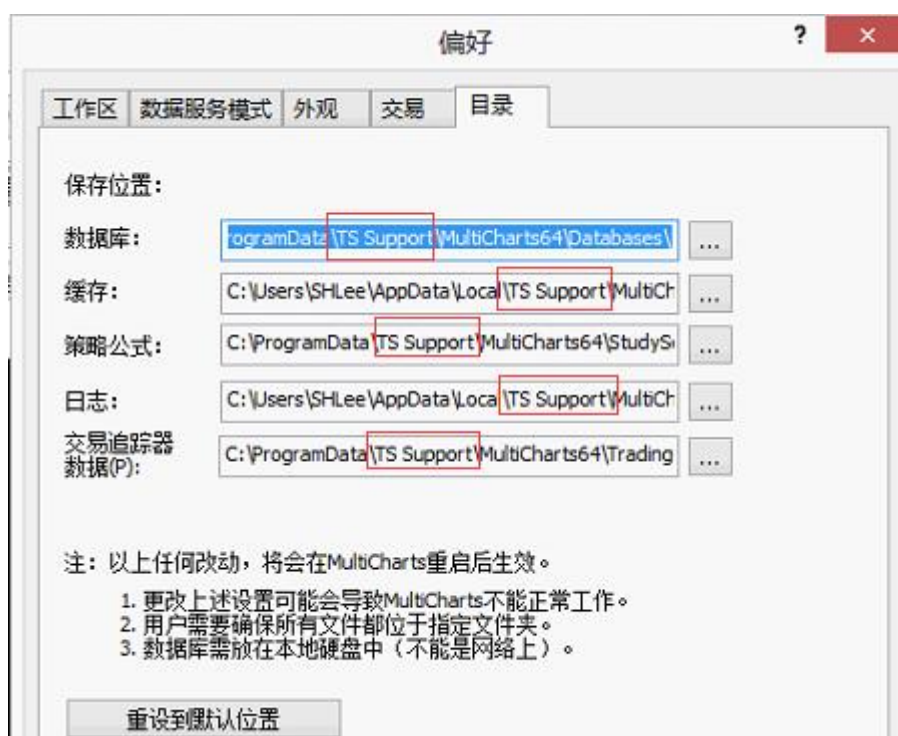 偏好
?
×
工作区 数据服务模式 外观 交易 目录
保存位置：
数据库： rogramData\TS Support\MultiCharts64\Databases\ ...
缓存： C:\Users\SHLee\AppData\Local\TS Support\MultiCh ...
策略公式： C:\ProgramData\TS Support\MultiCharts64\StudyS ...
日志： C:\Users\SHLee\AppData\Local\TS Support\MultiCh ...
交易追踪器
数据(P)： C:\ProgramData\TS Support\MultiCharts64\Trading ...
注：以上任何改动，将会在MultiCharts重启后生效。
1. 更改上述设置可能会导致MultiCharts不能正常工作。
2. 用户需要确保所有文件都位于指定文件夹。
3. 数据库需放在本地硬盘中（不能是网络上）。
重设到默认位置